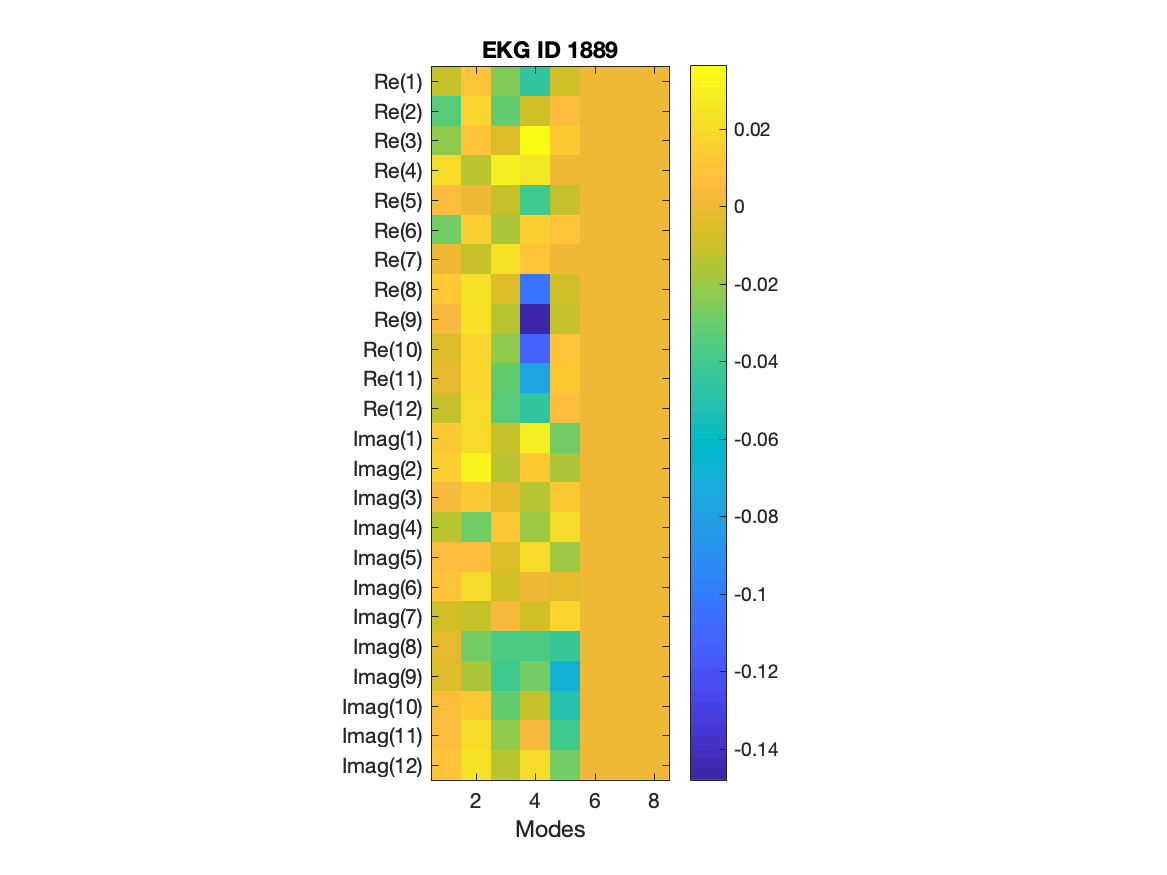 EKG ID 1889
Re(1)
Re(2)
Re(3)
Re(4)
Re(5)
Re(6)
Re(7)
Re(8)
Re(9)
Re(10)
Re(11)
Re(12)
Imag(1)
Imag(2)
Imag(3)
Imag(4)
Imag(5)
Imag(6)
Imag(7)
Imag(8)
Imag(9)
Imag(10)
Imag(11)
Imag(12)
2 4 6 8
Modes
0.02
0
-0.02
-0.04
-0.06
-0.08
-0.1
-0.12
-0.14